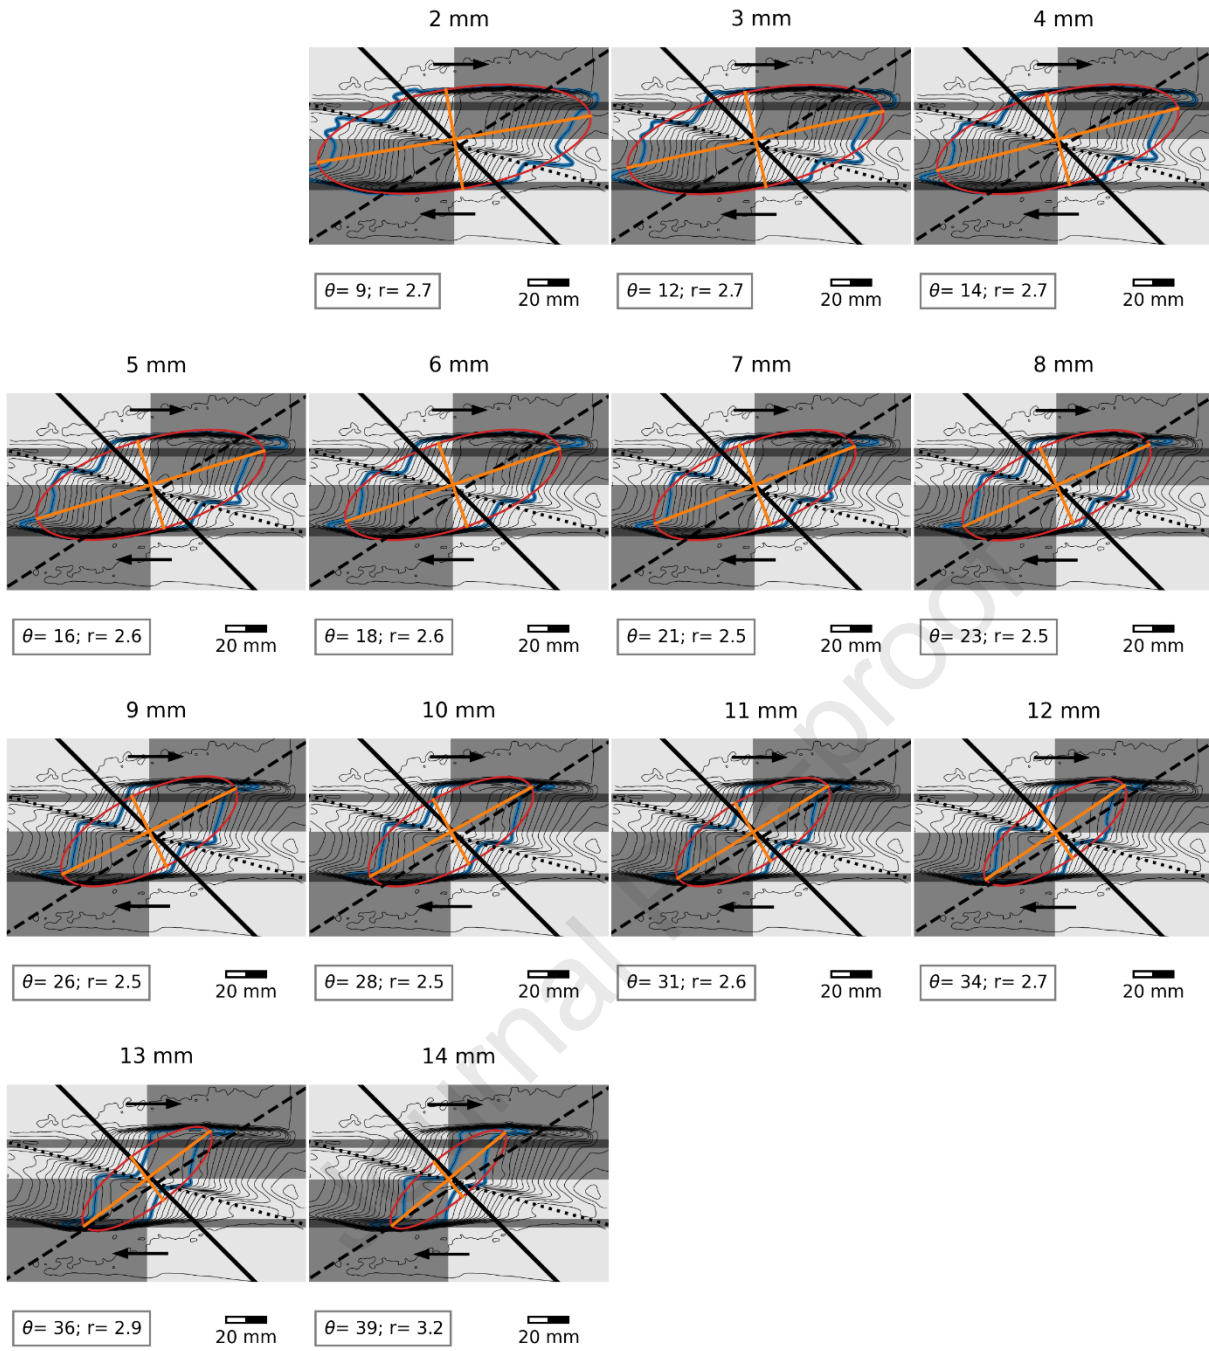 2 mm 3 mm 4 mm
θ= 9; r= 2.7 20 mm θ= 12; r= 2.7 20 mm θ= 14; r= 2.7 20 mm
5 mm 6 mm 7 mm 8 mm
θ= 16; r= 2.6 20 mm θ= 18; r= 2.6 20 mm θ= 21; r= 2.5 20 mm θ= 23; r= 2.5 20 mm
9 mm 10 mm 11 mm 12 mm
θ= 26; r= 2.5 20 mm θ= 28; r= 2.5 20 mm θ= 31; r= 2.6 20 mm θ= 34; r= 2.7 20 mm
13 mm 14 mm
θ= 36; r= 2.9 20 mm θ= 39; r= 3.2 20 mm
Journal Pre-proof